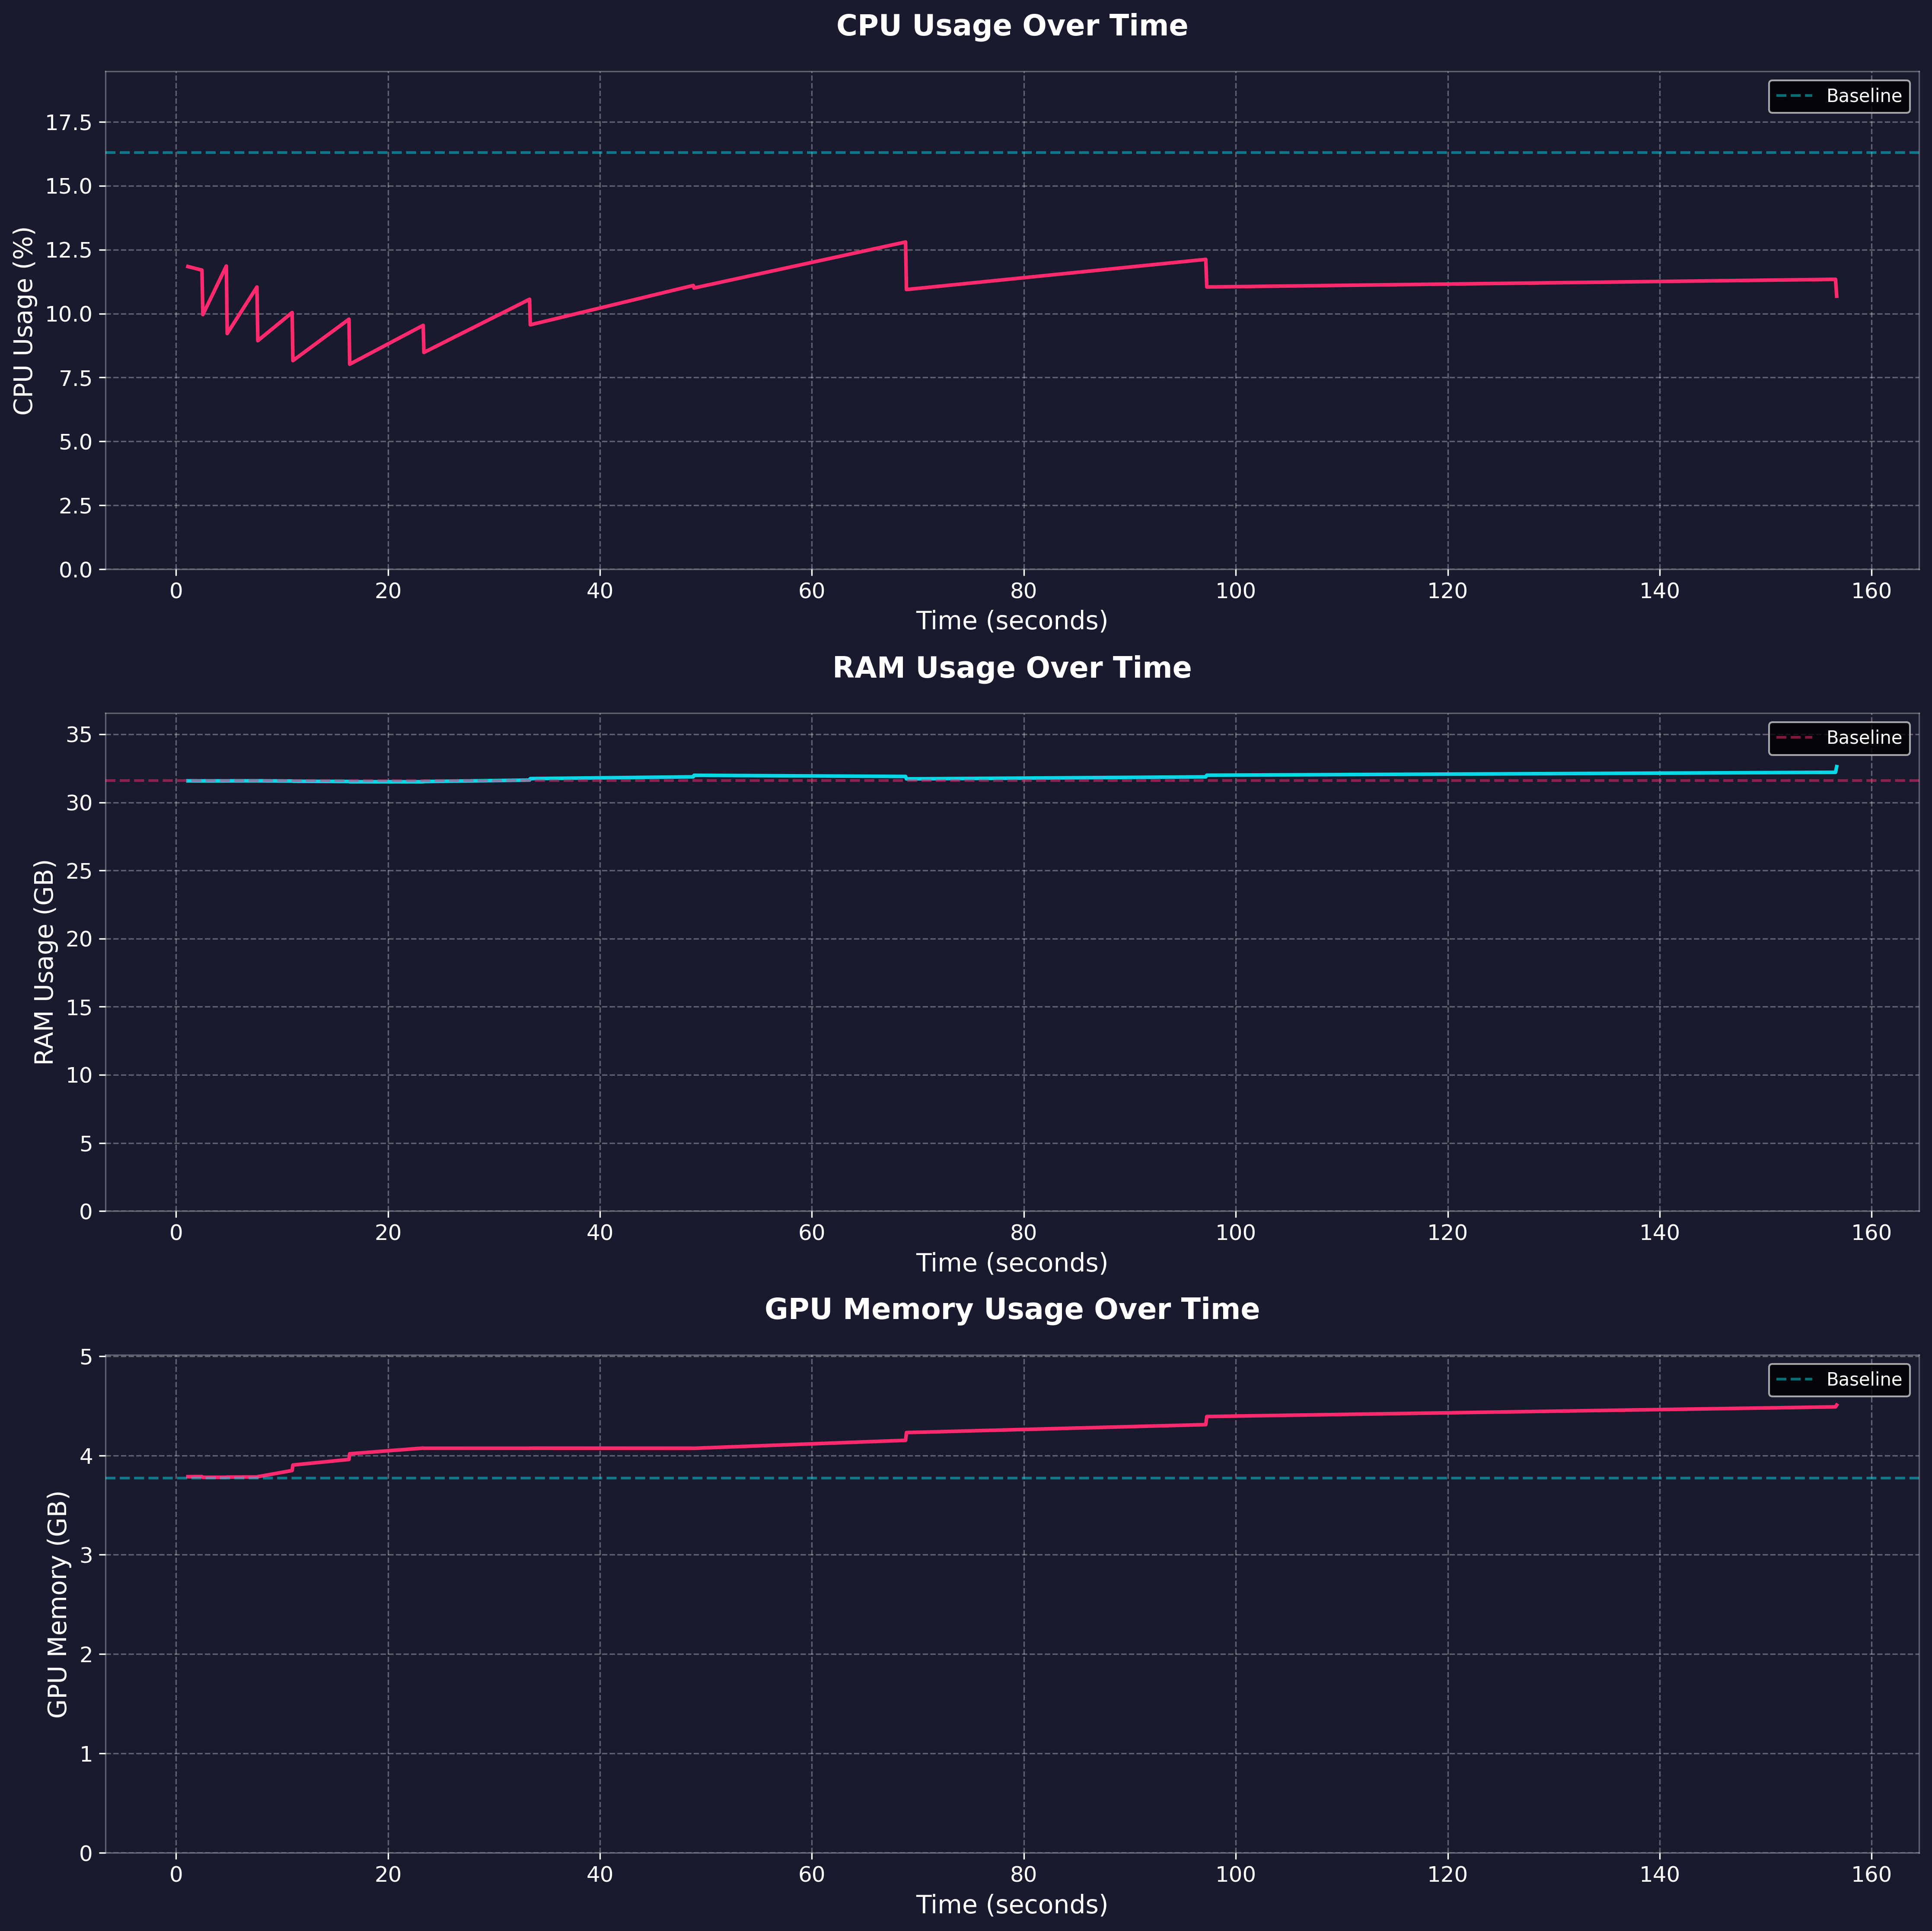 CPU Usage Over Time
Baseline
17.5
15.0
12.5
10.0
7.5
5.0
2.5
0.0
CPU Usage (%)
0 20 40 60 80 100 120 140 160
Time (seconds)
RAM Usage Over Time
Baseline
35
30
25
20
15
10
5
0
RAM Usage (GB)
0 20 40 60 80 100 120 140 160
Time (seconds)
GPU Memory Usage Over Time
Baseline
5
4
3
2
1
0
GPU Memory (GB)
0 20 40 60 80 100 120 140 160
Time (seconds)